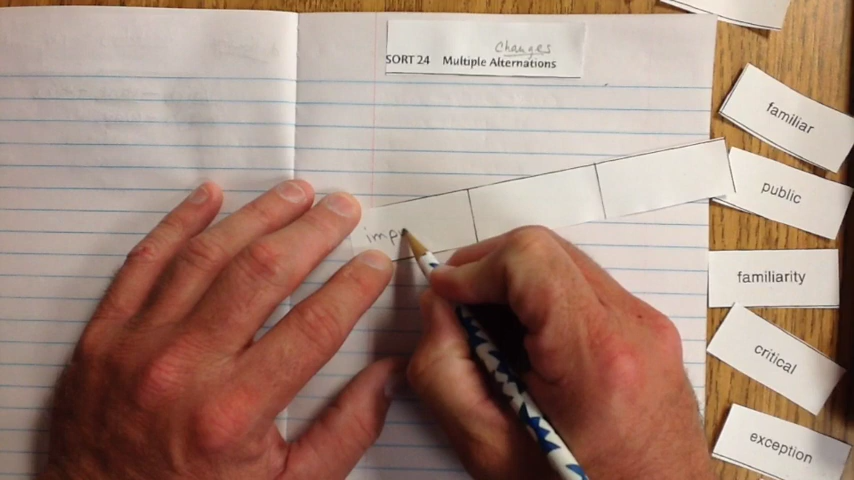 Changes
SORT 24 Multiple Alternations
familiar
public
familiarity
critical
exception
imp